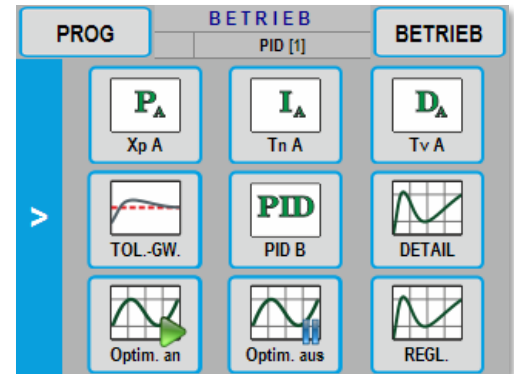 PROG
BETRIEB
PID [1]
BETRIEB
P A
Xp A
I A
Tn A
D A
Tv A
>
TOL.-GW.
PID
PID B
DETAIL
Optim. an
Optim. aus
REGL.